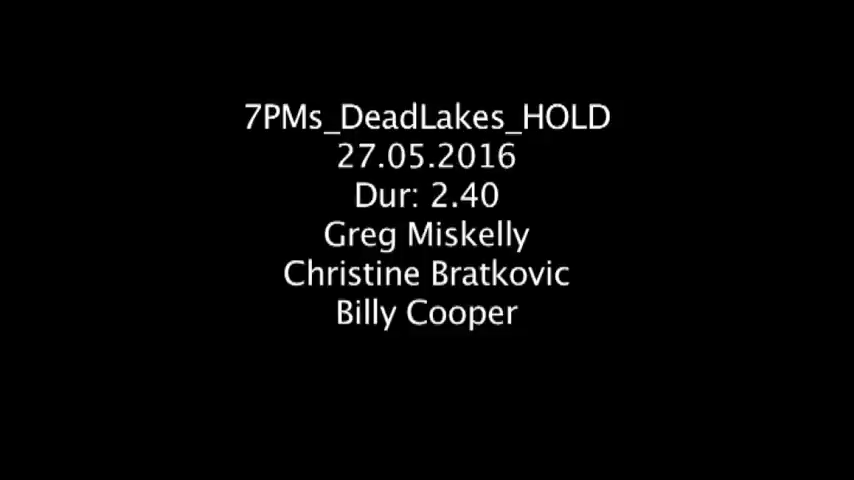 7PMs_DeadLakes_HOLD
27.05.2016
Dur: 2.40
Greg Miskelly
Christine Bratkovic
Billy Cooper